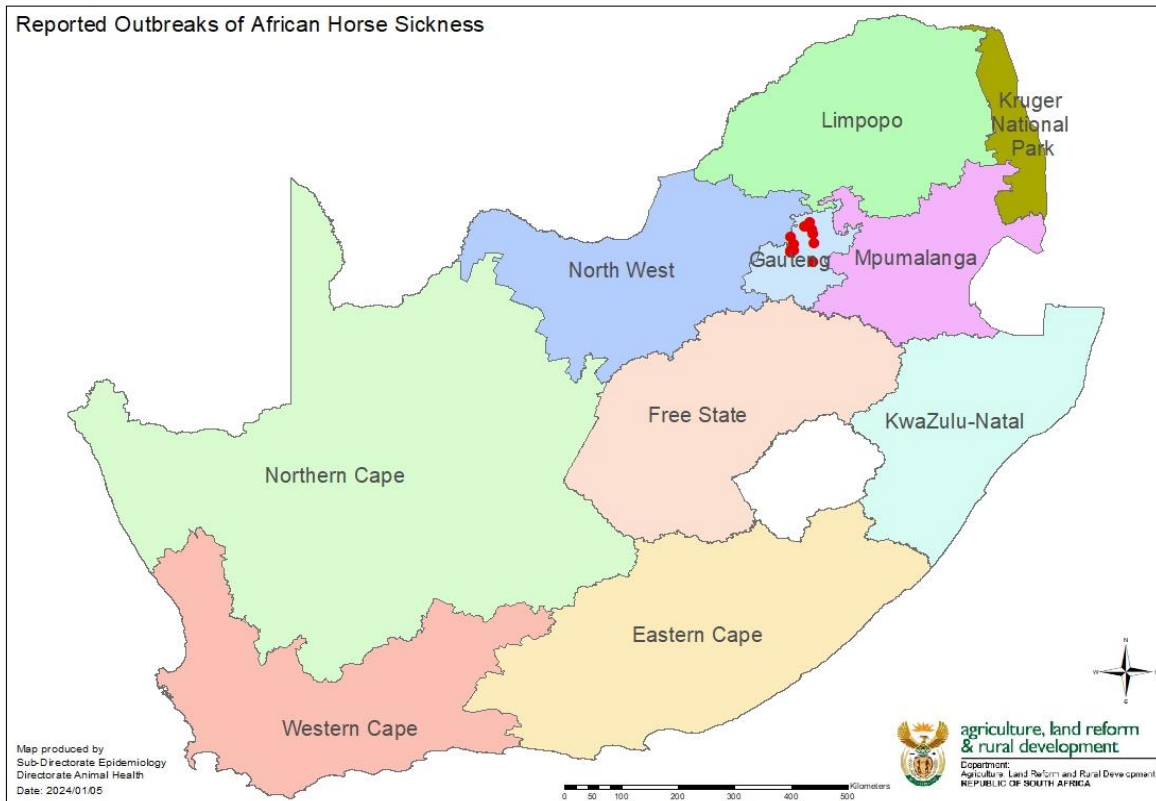 Reported Outbreaks of African Horse Sickness
Limpopo
Kruger
National
Park
North West
Gauteng
Mpumalanga
Free State
KwaZulu-Natal
Northern Cape
Eastern Cape
Western Cape
N
W
S
Map produced by
Sub-Directorate Epidemiology
Directorate Animal Health
Date: 2024/01/05
Kilometers
0 50 100 200 300 400 500
agriculture, land reform
& rural development
Department:
Agriculture, Land Reform and Rural Development
REPUBLIC OF SOUTH AFRICA